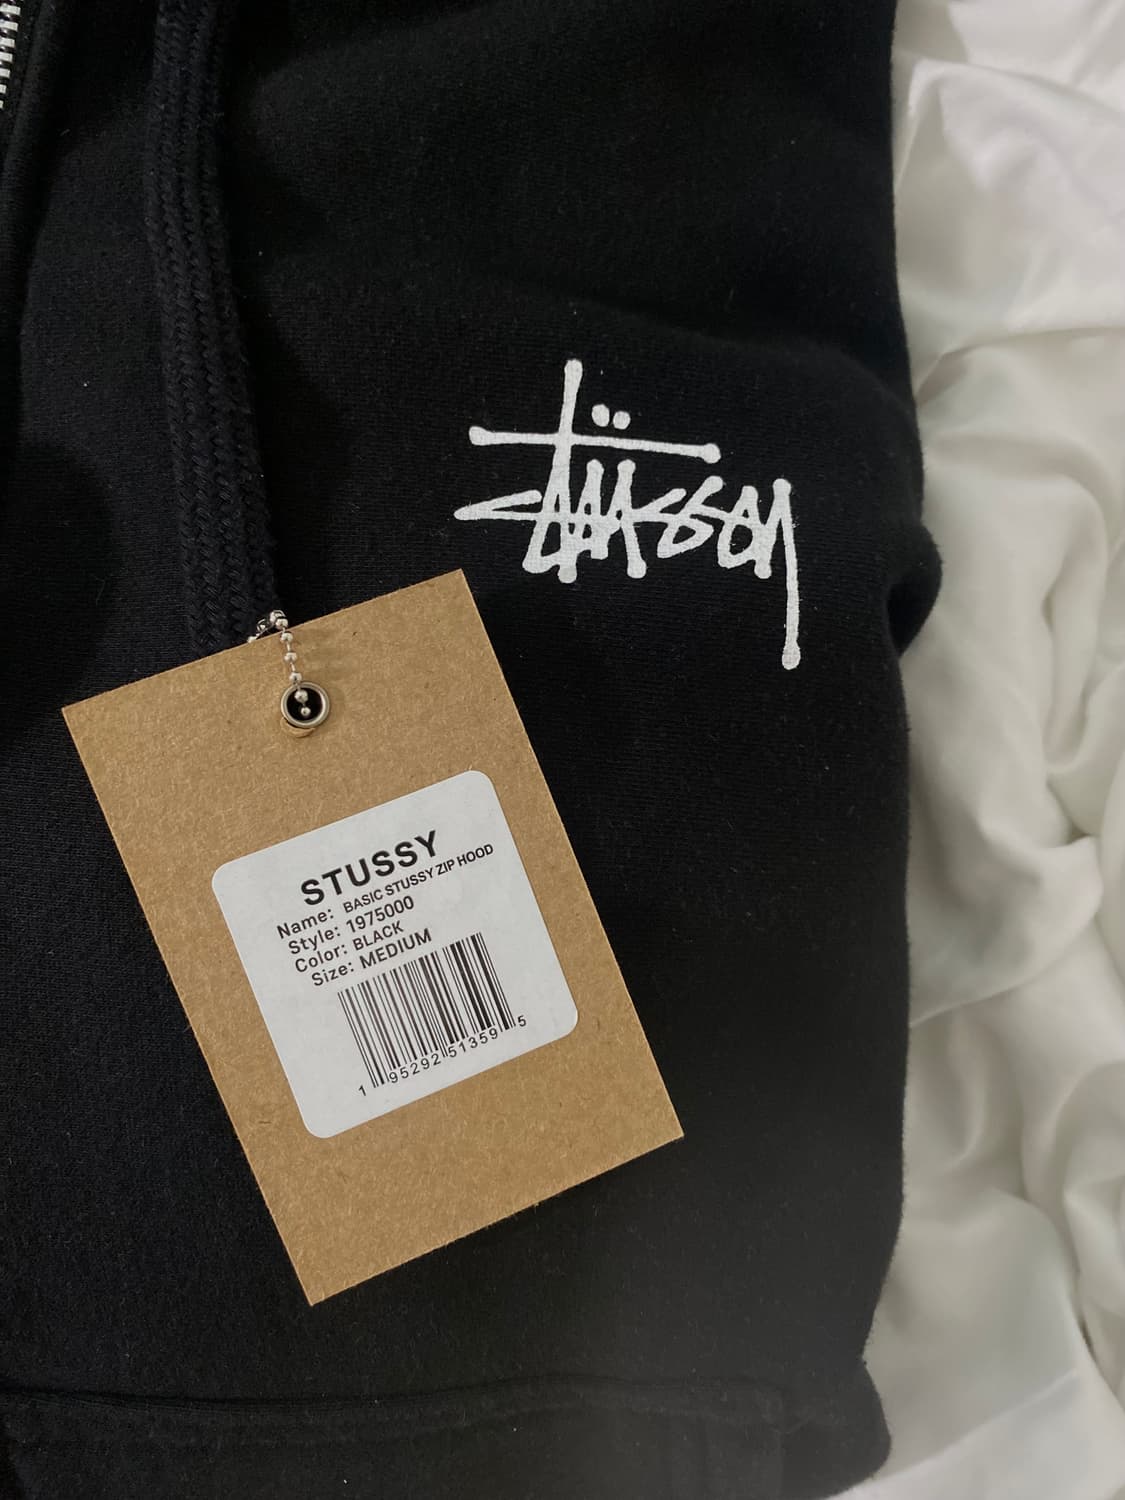 Stüssy
STUSSY
Name: BASIC STUSSY ZIP HOOD
Style: 1975000
Color: BLACK
Size: MEDIUM
1 95292 51359 5